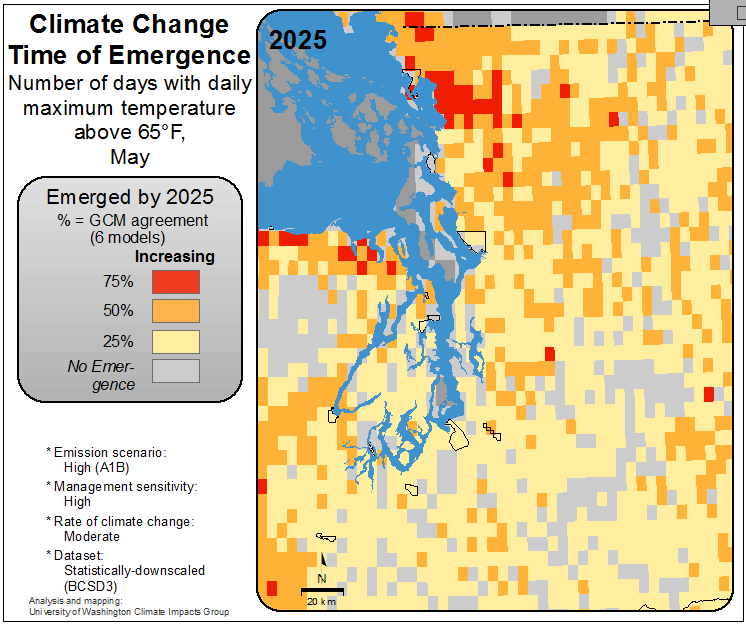 Climate Change
Time of Emergence
Number of days with daily
maximum temperature
above 65°F,
May
Emerged by 2025
% = GCM agreement
(6 models)
Increasing
75%
50%
25%
No Emer-
gence
* Emission scenario:
High (A1B)
* Management sensitivity:
High
* Rate of climate change:
Moderate
* Dataset:
Statistically-downscaled
(BCSD3)
Analysis and mapping:
University of Washington Climate Impacts Group
2025
N
20 km